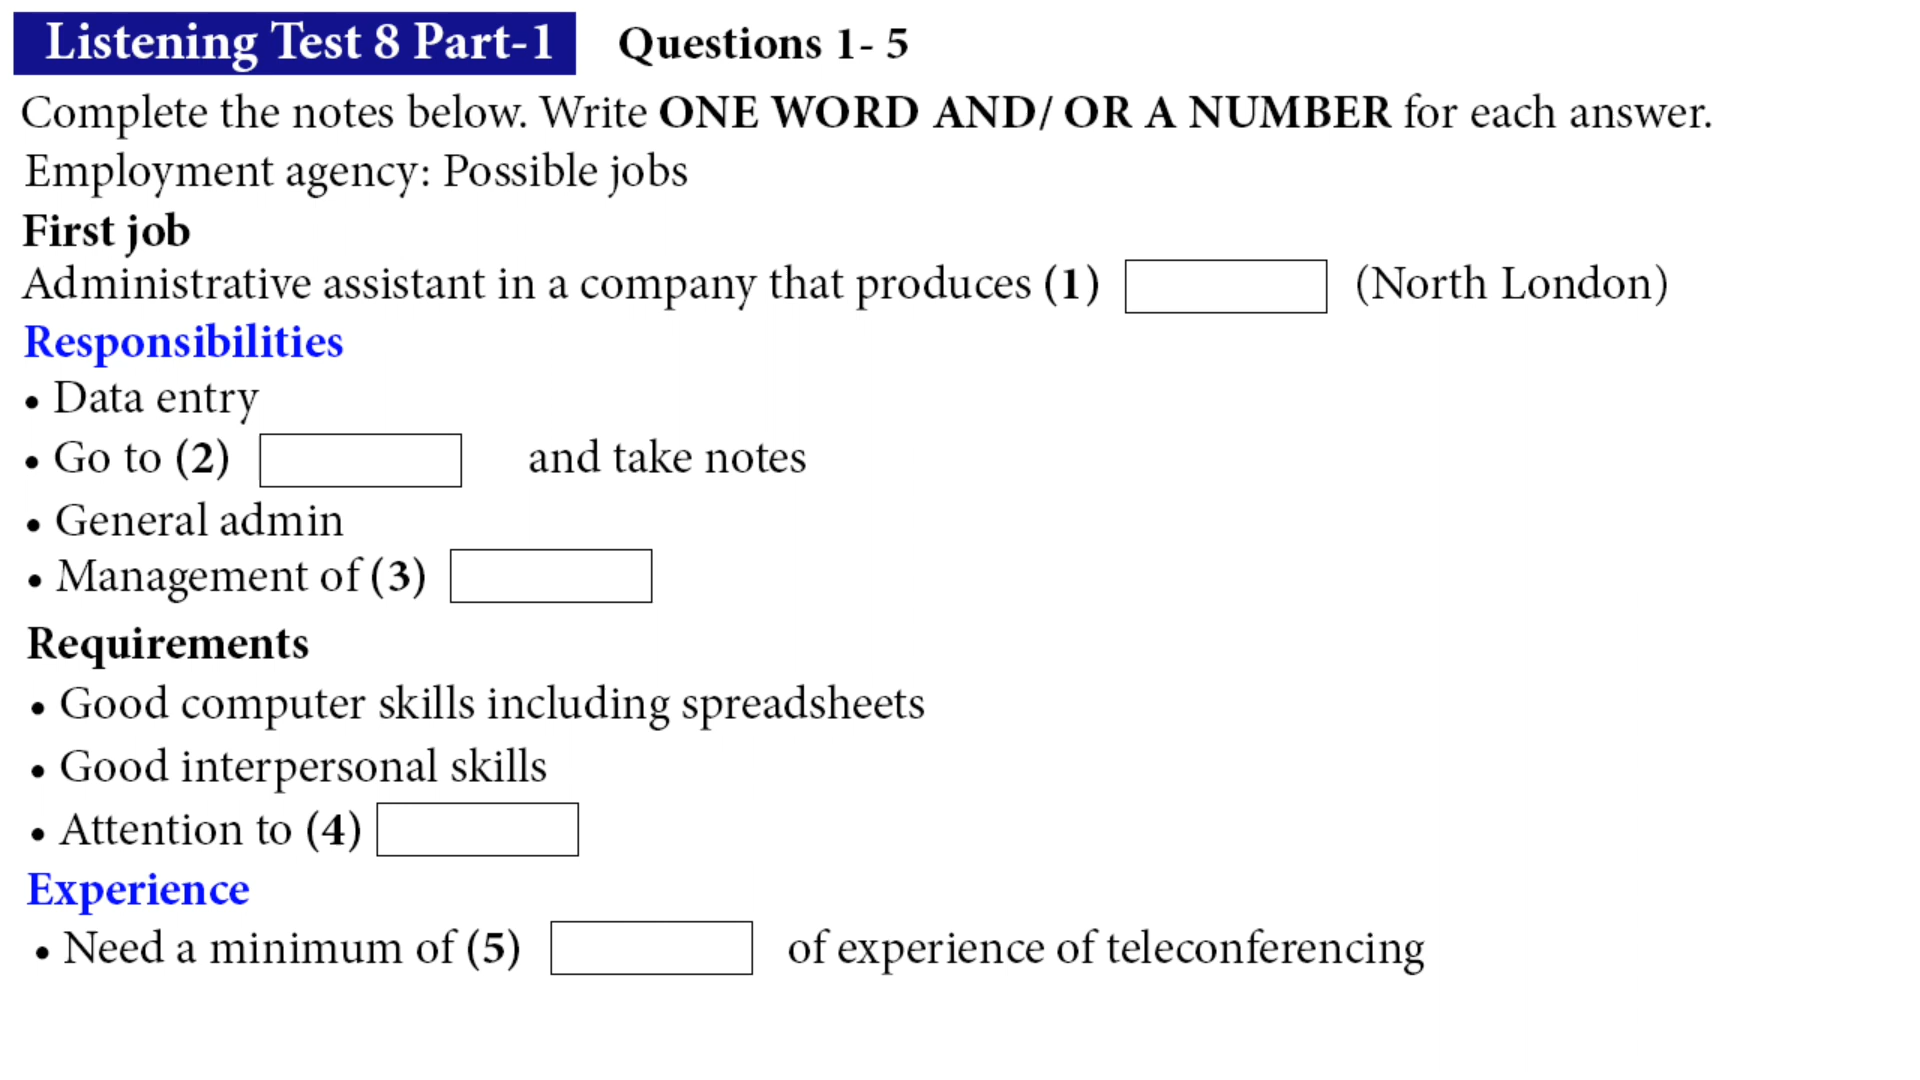 Listening Test 8 Part-1 Questions 1- 5
Complete the notes below. Write ONE WORD AND/ OR A NUMBER for each answer.
Employment agency: Possible jobs
First job
Administrative assistant in a company that produces (1) (North London)
Responsibilities
• Data entry
• Go to (2) and take notes
• General admin
• Management of (3)
Requirements
• Good computer skills including spreadsheets
• Good interpersonal skills
• Attention to (4)
Experience
• Need a minimum of (5) of experience of teleconferencing